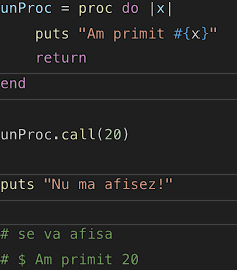 unProc = proc do |x|
    puts "Am primit #{x}"
    return
end
unProc.call(20)
puts "Nu ma afisez!"
# se va afisa
# $ Am primit 20